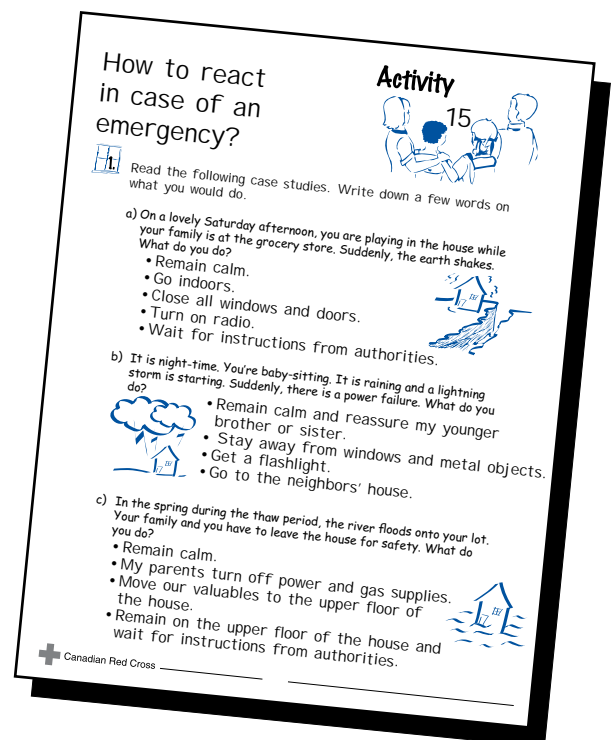 How to react
in case of an
emergency?
Activity
15
1.
Read the following case studies. Write down a few words on
what you would do.
a) On a lovely Saturday afternoon, you are playing in the house while
your family is at the grocery store. Suddenly, the earth shakes.
What do you do?
• Remain calm.
• Go indoors.
• Close all windows and doors.
• Turn on radio.
• Wait for instructions from authorities.
17
b) It is night-time. You're baby-sitting. It is raining and a lightning
storm is starting. Suddenly, there is a power failure. What do you
do?
• Remain calm and reassure my younger
brother or sister.
• Stay away from windows and metal objects.
• Get a flashlight.
• Go to the neighbors' house.
17
c) In the spring during the thaw period, the river floods onto your lot.
Your family and you have to leave the house for safety. What do
you do?
• Remain calm.
• My parents turn off power and gas supplies.
• Move our valuables to the upper floor of
the house.
• Remain on the upper floor of the house and
wait for instructions from authorities.
17
Canadian Red Cross